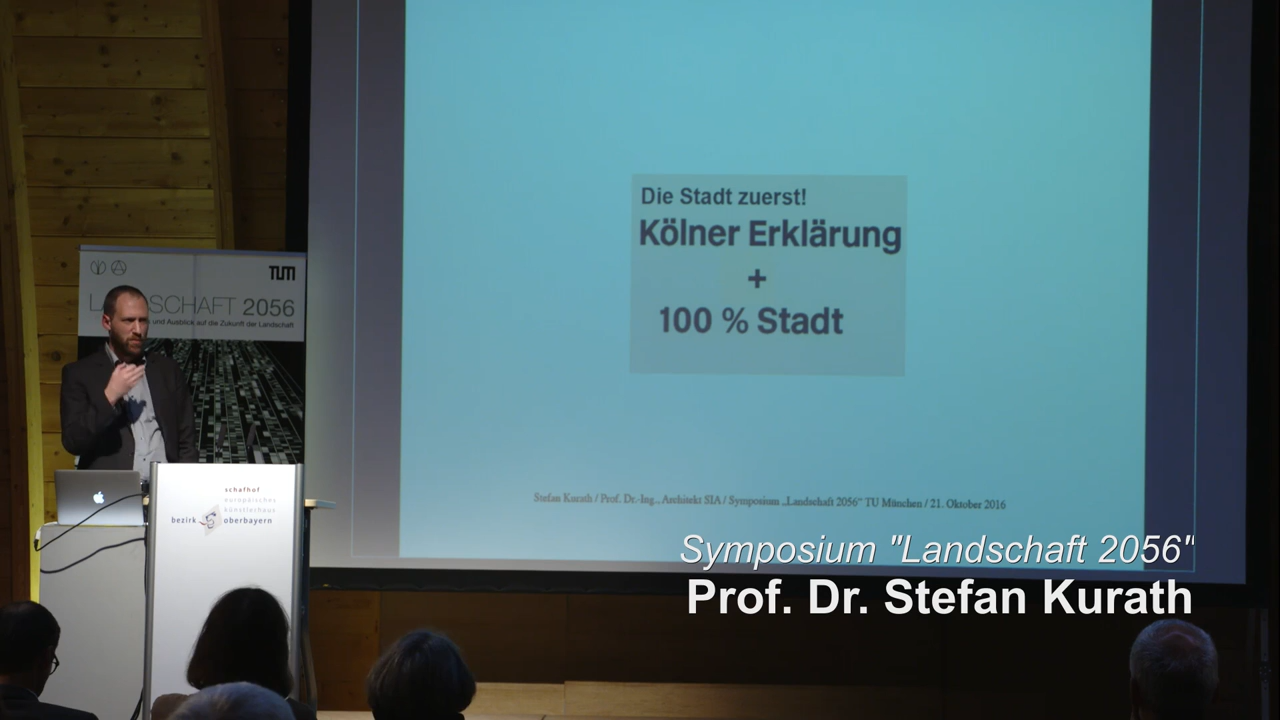 Die Stadt zuerst!
Kölner Erklärung
+
100 % Stadt
Stefan Kurath / Prof. Dr.-Ing., Architekt SIA / Symposium „Landschaft 2056“ TU München / 21. Oktober 2016
TUM
LANDSCHAFT 2056
und Ausblick auf die Zukunft der Landschaft
schafhof
europäisches
künstlerhaus
bezirk oberbayern
Symposium "Landschaft 2056"
Prof. Dr. Stefan Kurath